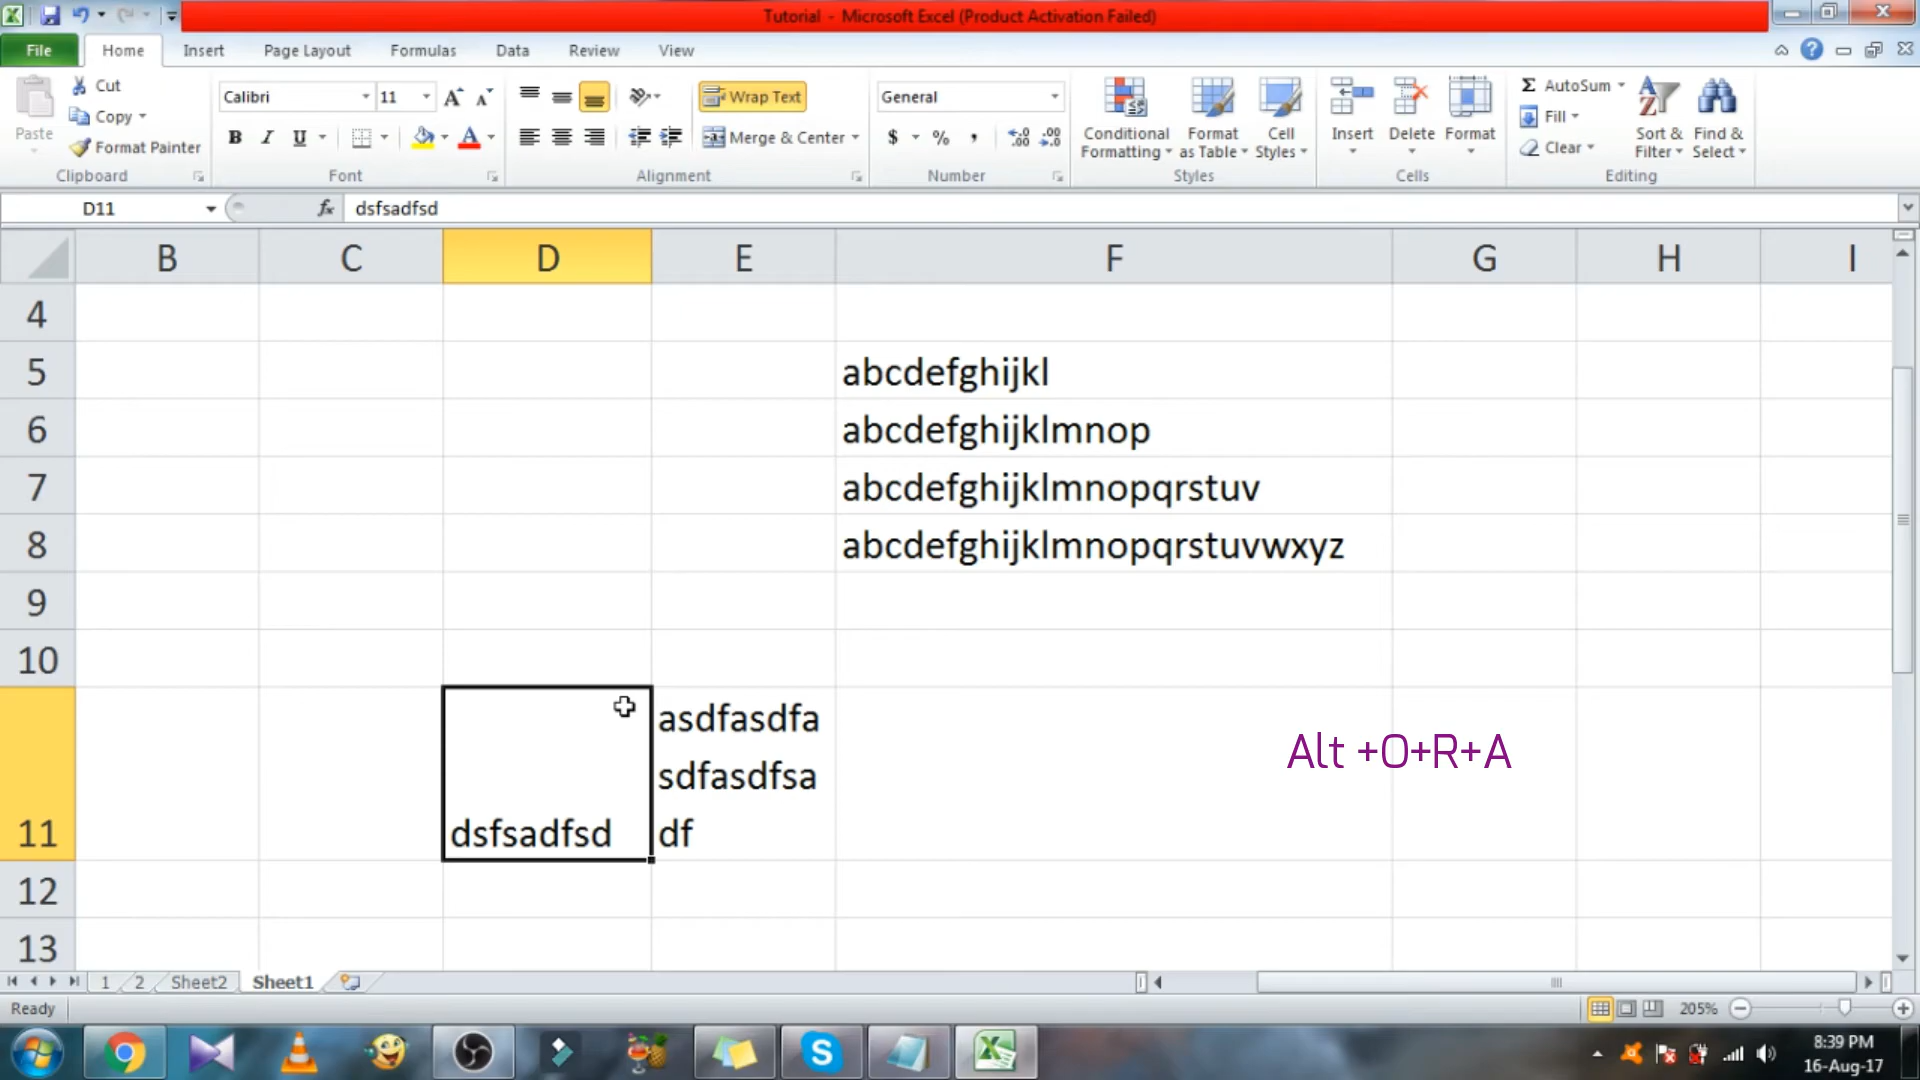 Tutorial - Microsoft Excel (Product Activation Failed)
File Home Insert Page Layout Formulas Data Review View
Paste
Cut
Copy
Format Painter
Clipboard
Calibri 11
B I U
Font
Wrap Text
Merge & Center
Alignment
General
$ % ,
Number
Conditional Formatting
Format as Table
Cell Styles
Styles
Insert Delete Format
Cells
AutoSum
Fill
Clear
Sort & Filter
Find & Select
Editing
D11 fx dsfsadfsd
B C D E F G H I
4
5 abcdefghijkl
6 abcdefghijklmnop
7 abcdefghijklmnopqrstuv
8 abcdefghijklmnopqrstuvwxyz
9
10
asdfasdfa
sdfasdfsa
11 dsfsadfsd df
Alt +O+R+A
12
13
1 2 Sheet2 Sheet1
Ready 205%
8:39 PM
16-Aug-17